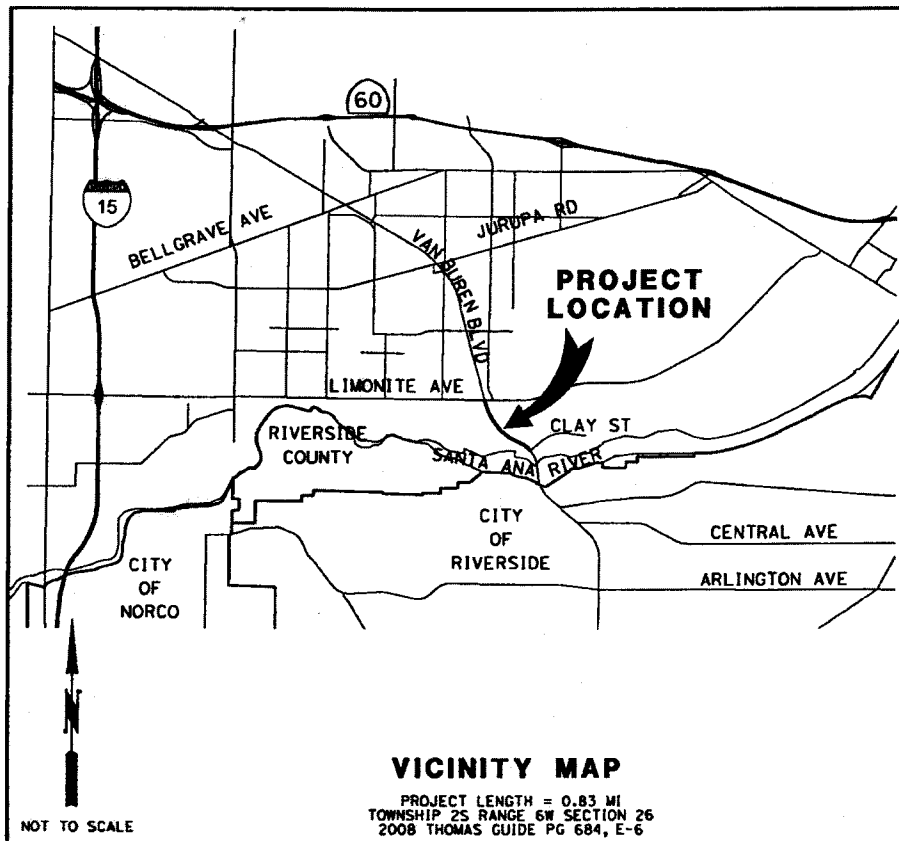 60
15
BELLGRAVE AVE
JURUPA RD
VAN BUREN BLVD
PROJECT
LOCATION
LIMONITE AVE
CLAY ST
RIVERSIDE
COUNTY
SANTA ANA RIVER
CITY
OF
RIVERSIDE
CENTRAL AVE
ARLINGTON AVE
CITY
OF
NORCO
N
NOT TO SCALE
VICINITY MAP
PROJECT LENGTH = 0.83 MI
TOWNSHIP 2S RANGE 6W SECTION 26
2008 THOMAS GUIDE PG 684, E-6